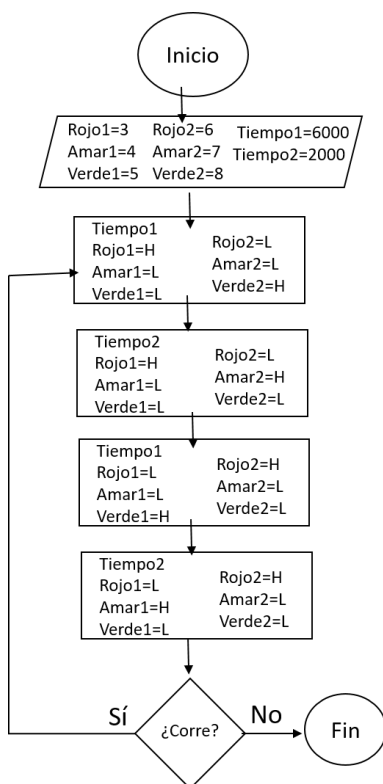 Inicio
Rojo1=3 Rojo2=6 Tiempo1=6000
Amar1=4 Amar2=7 Tiempo2=2000
Verde1=5 Verde2=8
Tiempo1
Rojo1=H Rojo2=L
Amar1=L Amar2=L
Verde1=L Verde2=H
Tiempo2
Rojo1=H Rojo2=L
Amar1=L Amar2=H
Verde1=L Verde2=L
Tiempo1
Rojo1=L Rojo2=H
Amar1=L Amar2=L
Verde1=H Verde2=L
Tiempo2
Rojo1=L Rojo2=H
Amar1=H Amar2=L
Verde1=L Verde2=L
Sí ¿Corre? No Fin